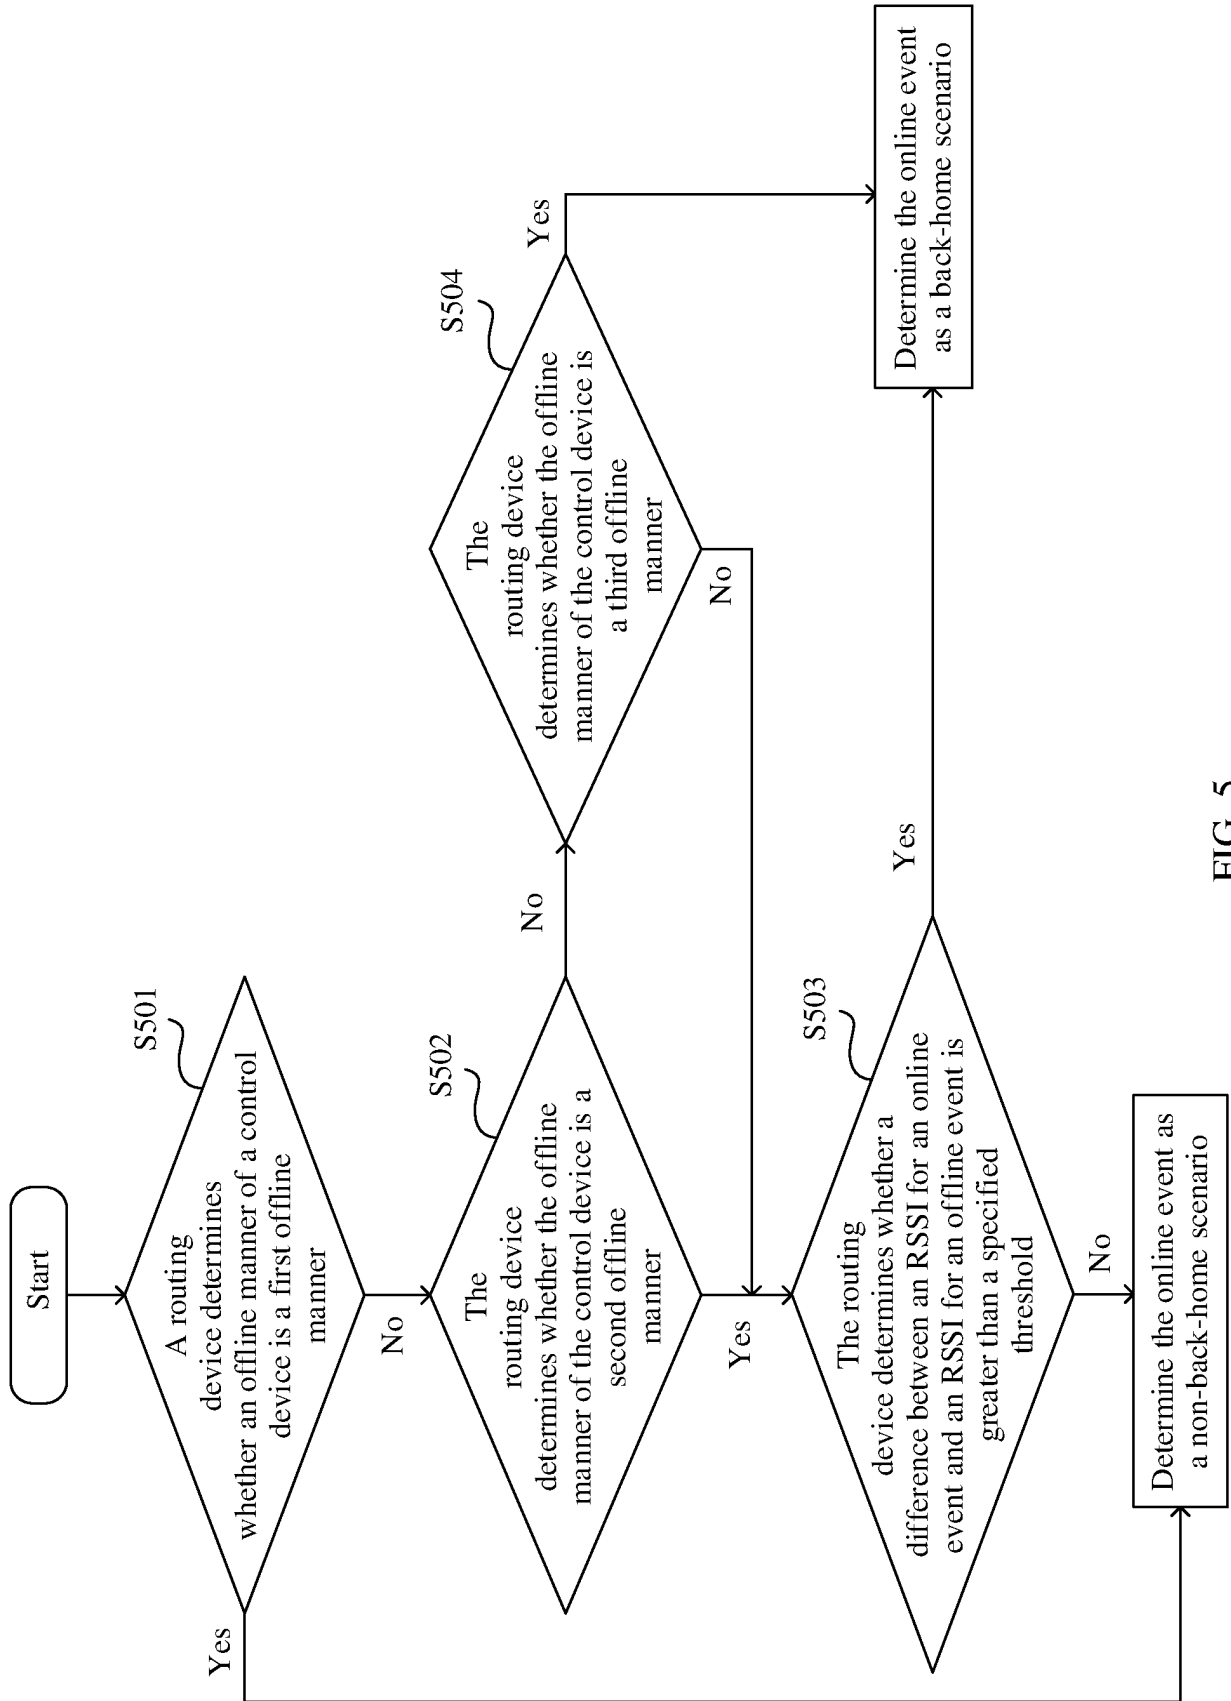 Start
S501
A routing
device determines
whether an offline manner of a control
device is a first offline
manner
Yes
No
S502
The
routing device
determines whether the offline
manner of the control device is a
second offline
manner
No
Yes
S504
The
routing device
determines whether the offline
manner of the control device is
a third offline
manner
Yes
No
S503
The routing
device determines whether a
difference between an RSSI for an online
event and an RSSI for an offline event is
greater than a specified
threshold
Yes
No
Determine the online event
as a back-home scenario
Determine the online event as
a non-back-home scenario
FIG. 5